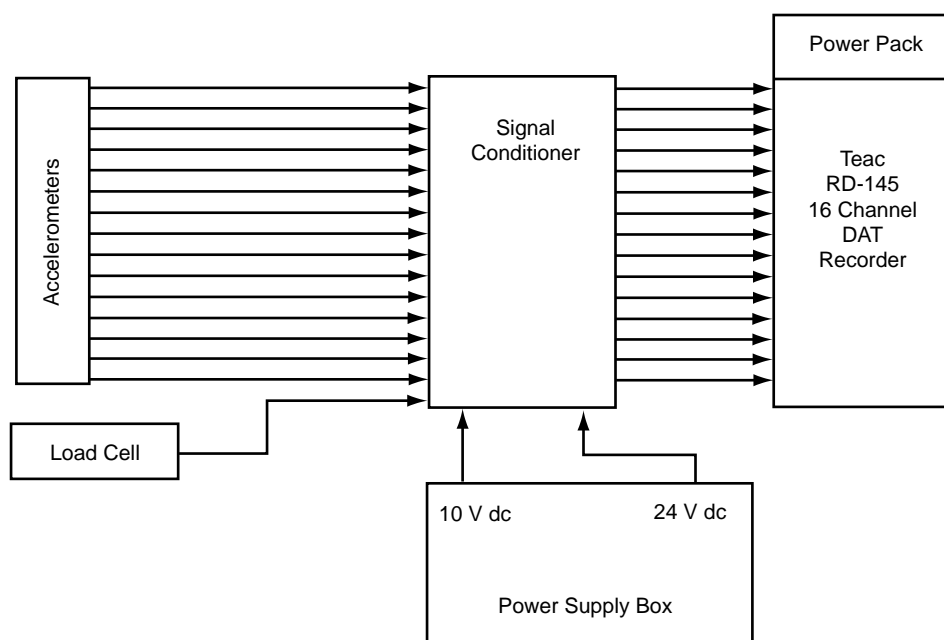 Power Pack
Accelerometers
Signal
Conditioner
Teac
RD-145
16 Channel
DAT
Recorder
Load Cell
10 V dc
24 V dc
Power Supply Box